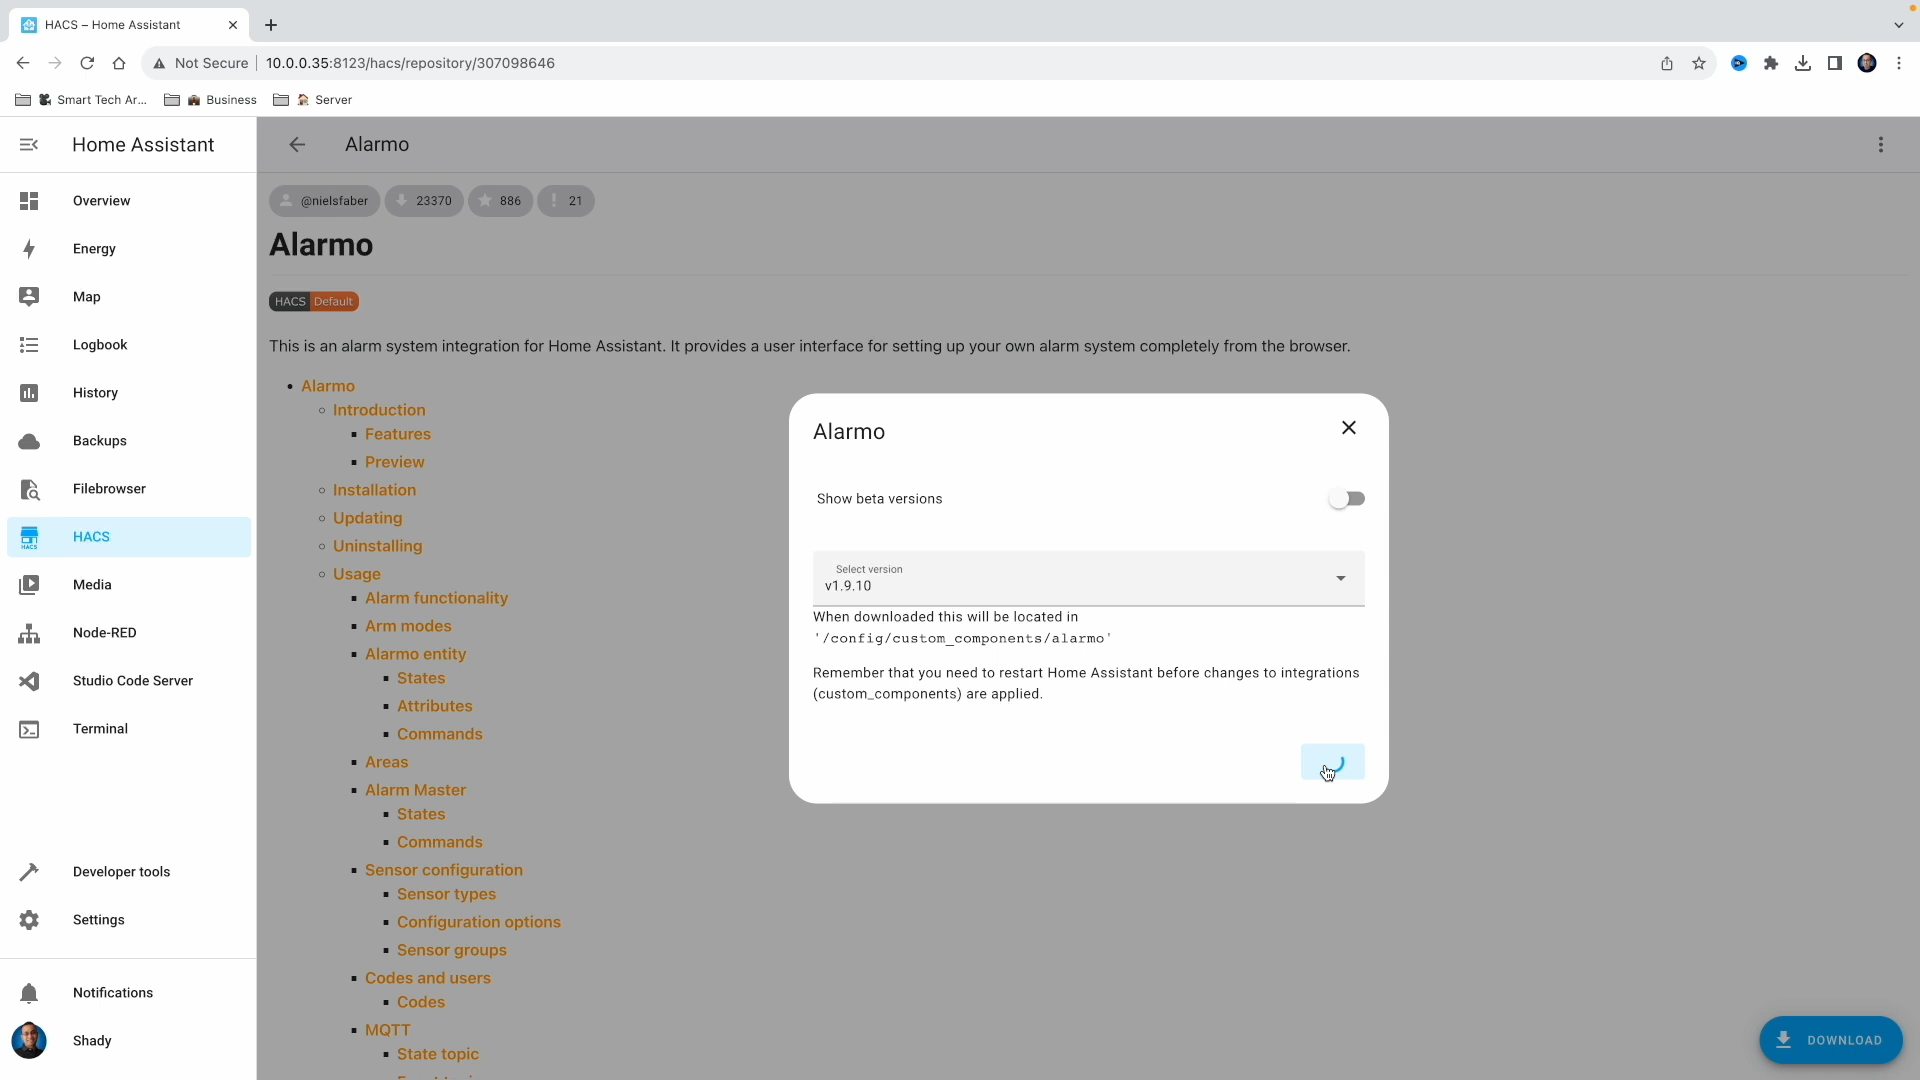 HACS – Home Assistant
Not Secure
10.0.0.35:8123/hacs/repository/307098646
Smart Tech Ar...
Business
Server
Home Assistant
Overview
Energy
Map
Logbook
History
Backups
Filebrowser
HACS
HACS
Media
Node-RED
Studio Code Server
Terminal
Developer tools
Settings
Notifications
Shady
Alarmo
@nielsfaber
23370
886
21
Alarmo
HACS Default
This is an alarm system integration for Home Assistant. It provides a user interface for setting up your own alarm system completely from the browser.
Alarmo
Introduction
Features
Preview
Installation
Updating
Uninstalling
Usage
Alarm functionality
Arm modes
Alarmo entity
States
Attributes
Commands
Areas
Alarm Master
States
Commands
Sensor configuration
Sensor types
Configuration options
Sensor groups
Codes and users
Codes
MQTT
State topic
Alarmo
Show beta versions
Select version
v1.9.10
When downloaded this will be located in
'/config/custom_components/alarmo'
Remember that you need to restart Home Assistant before changes to integrations
(custom_components) are applied.
DOWNLOAD